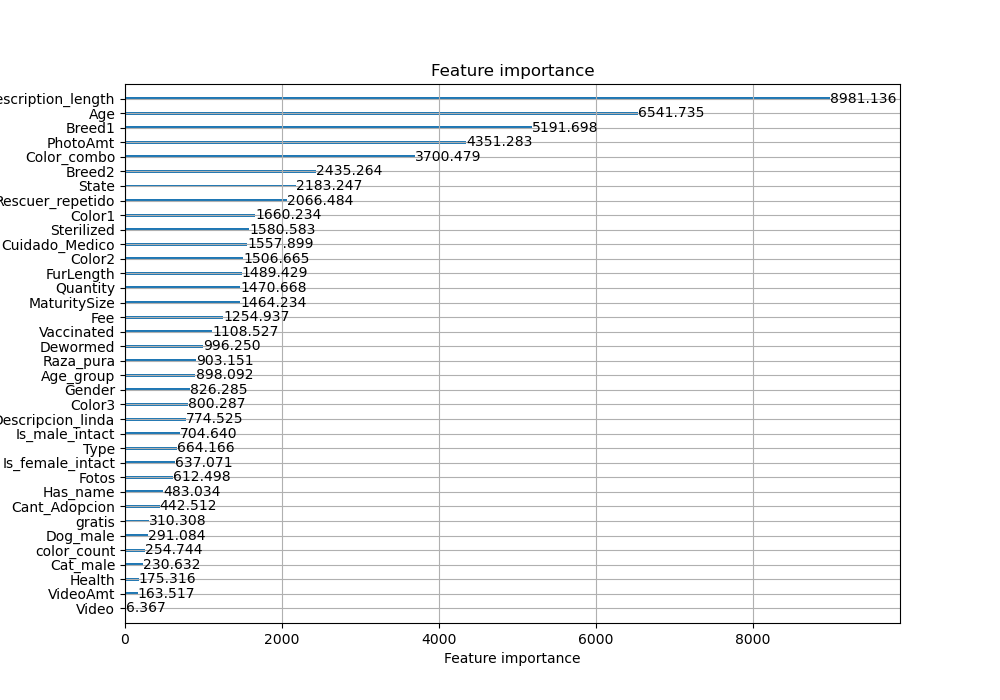 Feature importance
escription_length 8981.136
Age 6541.735
Breed1 5191.698
PhotoAmt 4351.283
Color_combo 3700.479
Breed2 2435.264
State 2183.247
Rescuer_repetido 2066.484
Color1 1660.234
Sterilized 1580.583
Cuidado_Medico 1557.899
Color2 1506.665
FurLength 1489.429
Quantity 1470.668
MaturitySize 1464.234
Fee 1254.937
Vaccinated 1108.527
Dewormed 996.250
Raza_pura 903.151
Age_group 898.092
Gender 826.285
Color3 800.287
Descripcion_linda 774.525
Is_male_intact 704.640
Type 664.166
Is_female_intact 637.071
Fotos 612.498
Has_name 483.034
Cant_Adopcion 442.512
gratis 310.308
Dog_male 291.084
color_count 254.744
Cat_male 230.632
Health 175.316
VideoAmt 163.517
Video 6.367
0 2000 4000 6000 8000
Feature importance